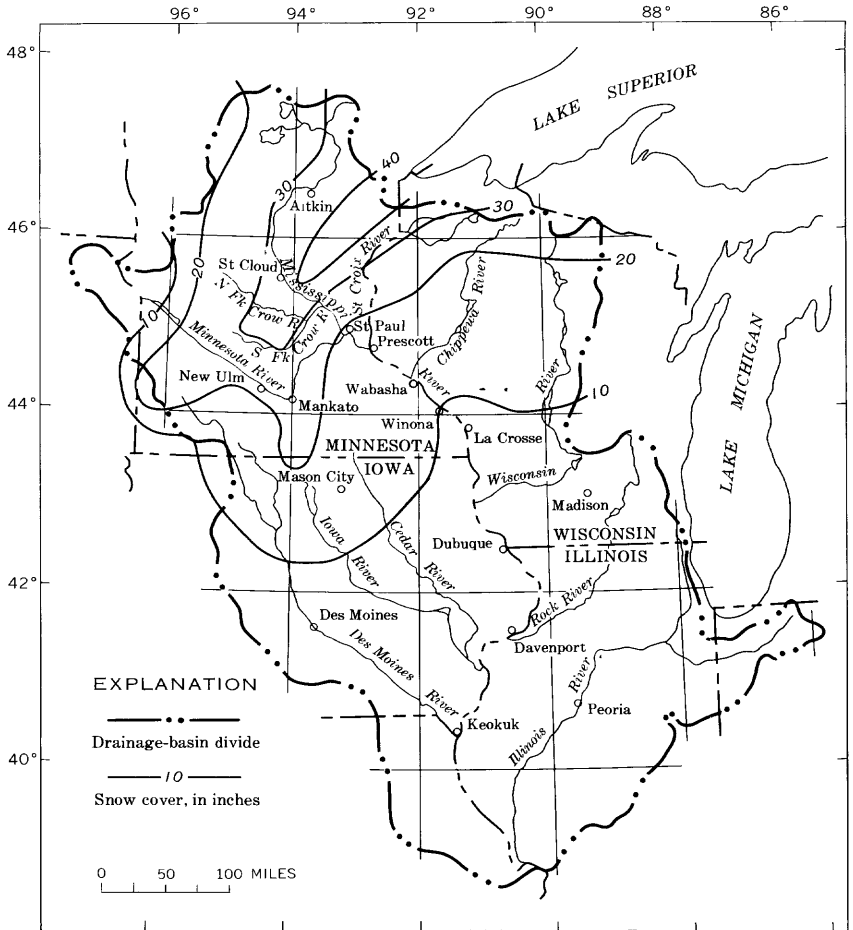 96° 94° 92° 90° 88° 86°
48°
LAKE SUPERIOR
40
30
Aitkin
30
46°
20
St Cloud
Mississippi
St Croix River
20
N Fk Crow R
Crow R
S Fk
St Paul
Prescott
Chippewa River
10
Minnesota River
New Ulm
Mankato
Wabasha
River
River
10
44°
Winona
La Crosse
LAKE MICHIGAN
MINNESOTA
IOWA
Mason City
Wisconsin
Madison
Iowa River
Cedar River
Dubuque
WISCONSIN
ILLINOIS
42°
Des Moines
Rock River
Davenport
Des Moines River
EXPLANATION
Drainage-basin divide
10
Snow cover, in inches
Keokuk
Illinois River
Peoria
40°
0 50 100 MILES